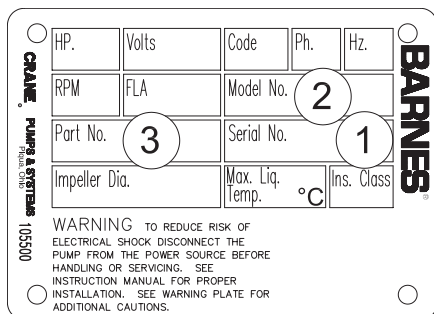 HP. Volts Code Ph. Hz.
RPM FLA Model No. 2
Part No. 3 Serial No. 1
Impeller Dia. Max. Liq. Temp. °C Ins. Class
WARNING TO REDUCE RISK OF
ELECTRICAL SHOCK DISCONNECT THE
PUMP FROM THE POWER SOURCE BEFORE
HANDLING OR SERVICING. SEE
INSTRUCTION MANUAL FOR PROPER
INSTALLATION. SEE WARNING PLATE FOR
ADDITIONAL CAUTIONS.
CRANE® PUMPS & SYSTEMS 105500
Piqua, Ohio
BARNES®